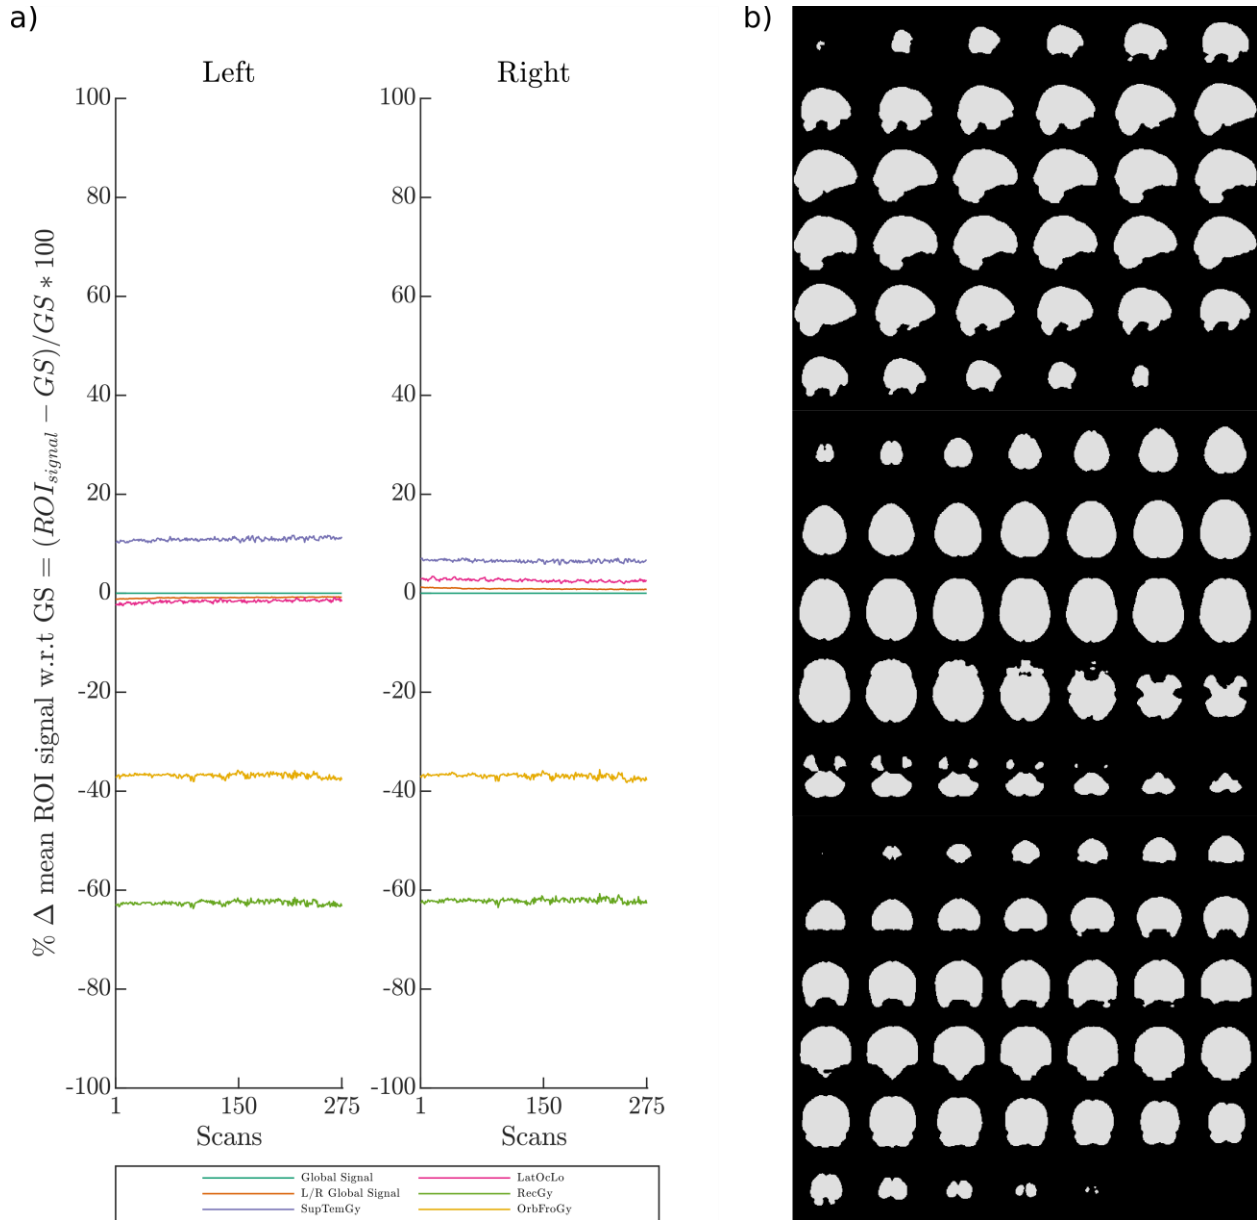 a)
b)
Left
Right
% Δ mean ROI signal w.r.t GS = (ROI_signal − GS)/GS * 100
100
80
60
40
20
0
-20
-40
-60
-80
-100
1
150
275
Scans
100
80
60
40
20
0
-20
-40
-60
-80
-100
1
150
275
Scans
Global Signal
L/R Global Signal
SupTemGy
LatOcLo
RecGy
OrbFroGy